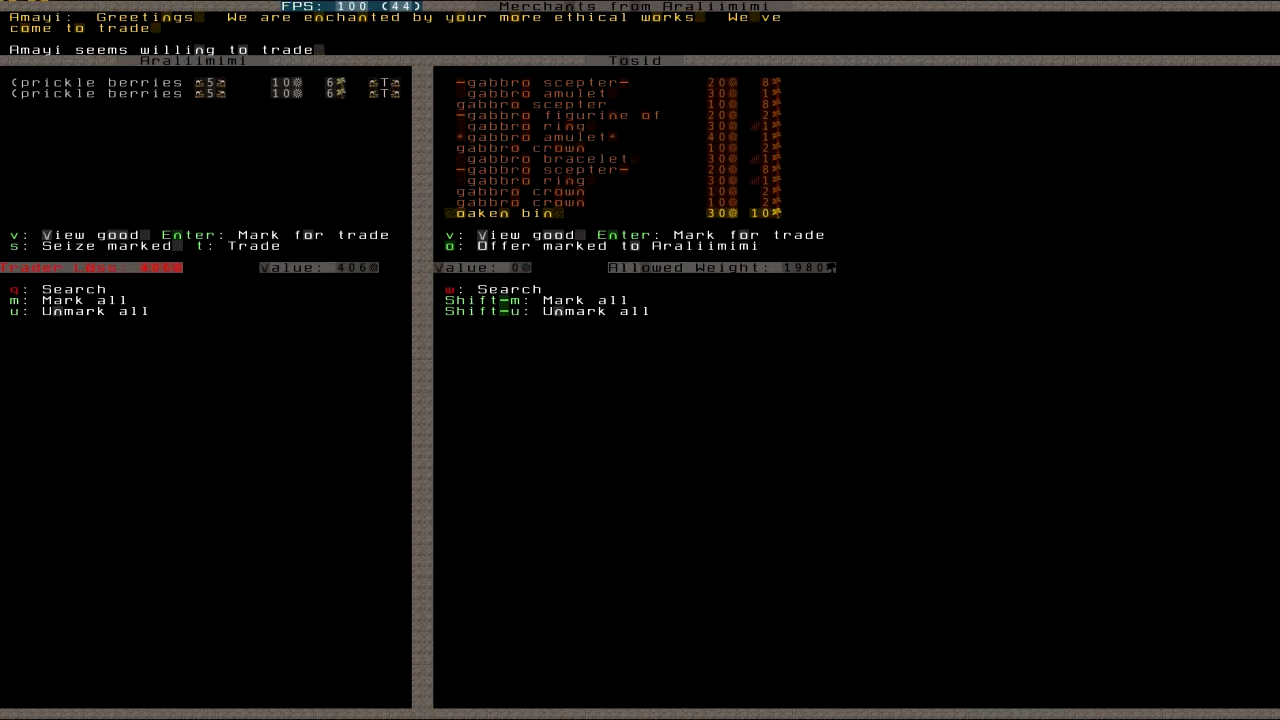 FPS: 100 (44) Merchants from Araliimimi
Amayi: Greetings. We are enchanted by your more ethical works. We've
come to trade.
Amayi seems willing to trade.
Araliimimi Tosid
(prickle berries 5 10☼ 6 T -gabbro scepter- 20☼ 8
(prickle berries 5 10☼ 6 T gabbro amulet 30☼ 1
gabbro scepter 10☼ 8
-gabbro figurine of 20☼ 2
gabbro ring 30☼ 1
*gabbro amulet* 40☼ 1
gabbro crown 10☼ 2
gabbro bracelet 30☼ 1
-gabbro scepter- 20☼ 8
gabbro ring 30☼ 1
gabbro crown 10☼ 2
gabbro crown 10☼ 2
oaken bin 30☼ 10
v: View good, Enter: Mark for trade v: View good, Enter: Mark for trade
s: Seize marked, t: Trade o: Offer marked to Araliimimi
Trader Loss: Value: 406☼ Value: 0☼ Allowed Weight: 1980
q: Search w: Search
m: Mark all Shift-m: Mark all
u: Unmark all Shift-u: Unmark all